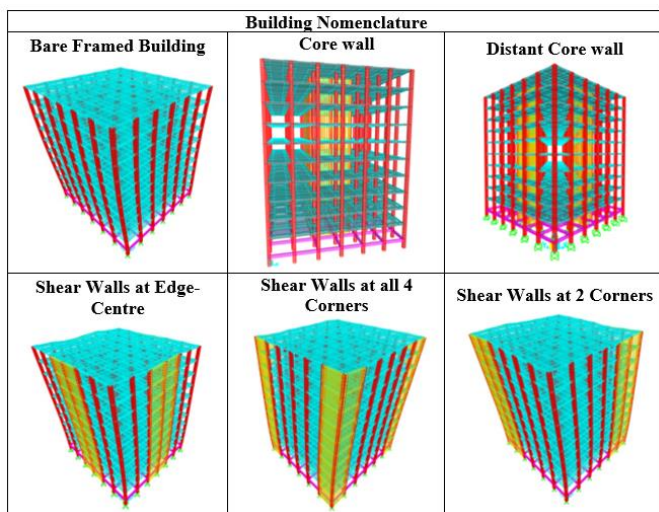 Building Nomenclature
Bare Framed Building
Core wall
Distant Core wall
Shear Walls at Edge-
Centre
Shear Walls at all 4
Corners
Shear Walls at 2 Corners